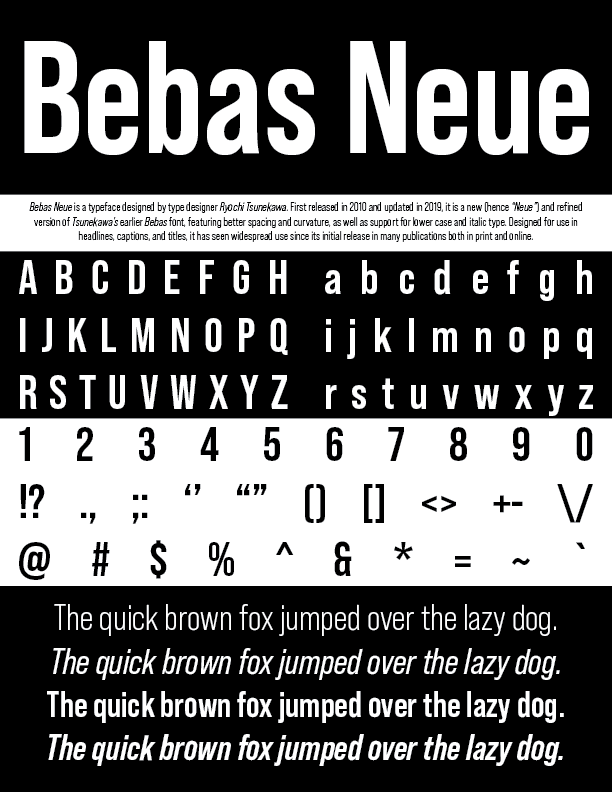 Bebas Neue
Bebas Neue is a typeface designed by type designer Ryochi Tsunekawa. First released in 2010 and updated in 2019, it is a new (hence “Neue”) and refined
version of Tsunekawa's earlier Bebas font, featuring better spacing and curvature, as well as support for lower case and italic type. Designed for use in
headlines, captions, and titles, it has seen widespread use since its initial release in many publications both in print and online.
A B C D E F G H a b c d e f g h
I J K L M N O P Q i j k l m n o p q
R S T U V W X Y Z r s t u v w x y z
1 2 3 4 5 6 7 8 9 0
!? ., ;: ‘’ “” () [] <> +- \/
@ # $ % ^ & * = ~ `
The quick brown fox jumped over the lazy dog.
The quick brown fox jumped over the lazy dog.
The quick brown fox jumped over the lazy dog.
The quick brown fox jumped over the lazy dog.